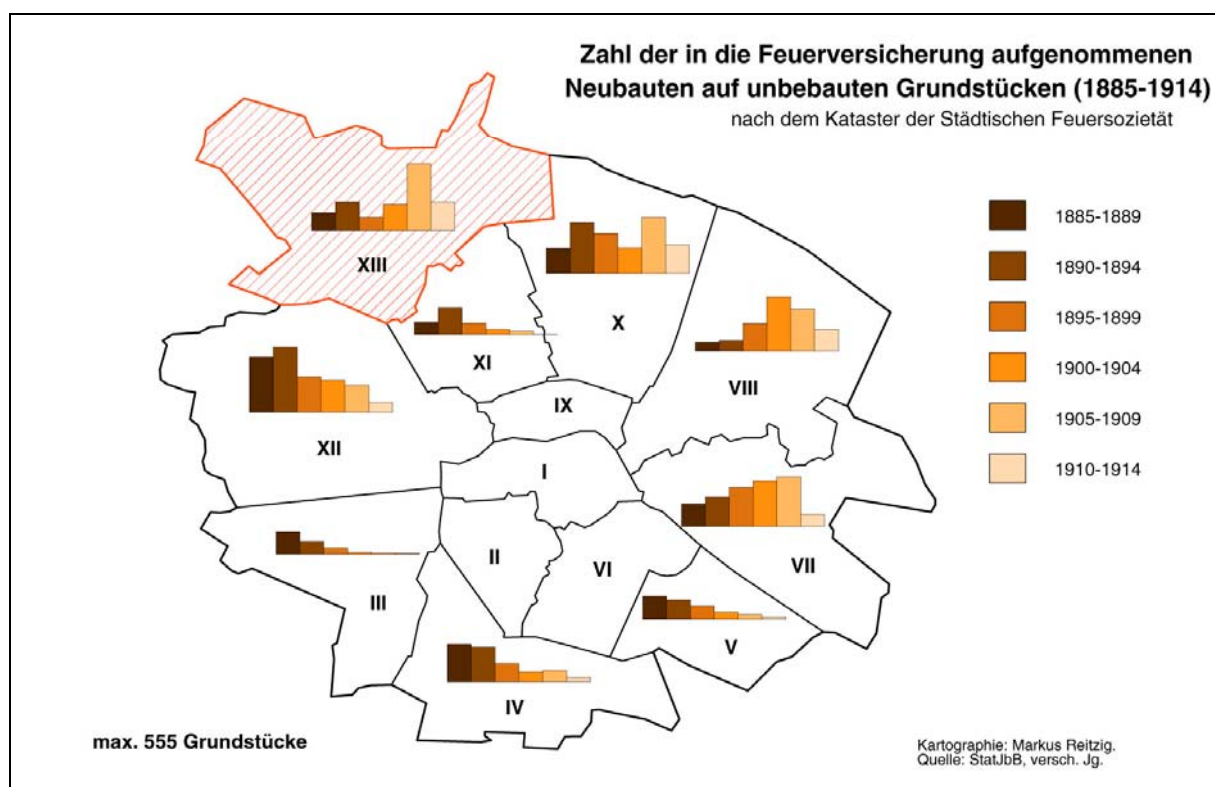 Zahl der in die Feuerversicherung aufgenommenen
Neubauten auf unbebauten Grundstücken (1885-1914)
nach dem Kataster der Städtischen Feuersozietät
1885-1889
1890-1894
1895-1899
1900-1904
1905-1909
1910-1914
XIII
X
XI
VIII
IX
XII
I
II
VI
VII
III
V
IV
max. 555 Grundstücke
Kartographie: Markus Reitzig.
Quelle: StatJbB, versch. Jg.